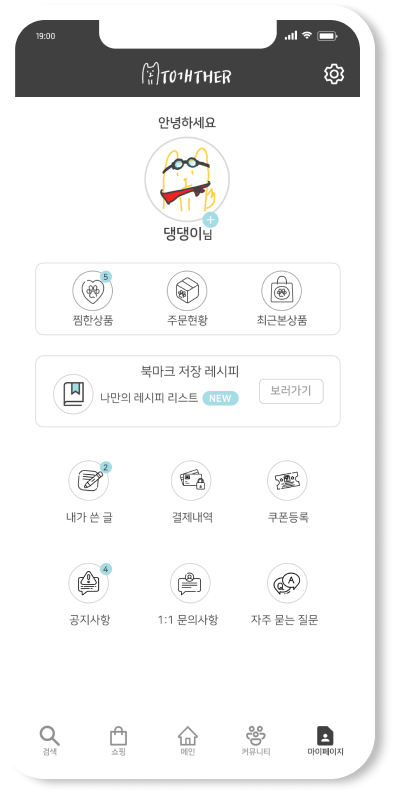 19:00
TO개THER
안녕하세요
댕댕이님
5
찜한상품
주문현황
최근본상품
북마크 저장 레시피
나만의 레시피 리스트 NEW
보러가기
2
내가 쓴 글
결제내역
쿠폰등록
4
공지사항
1:1 문의사항
자주 묻는 질문
검색
쇼핑
메인
커뮤니티
마이페이지